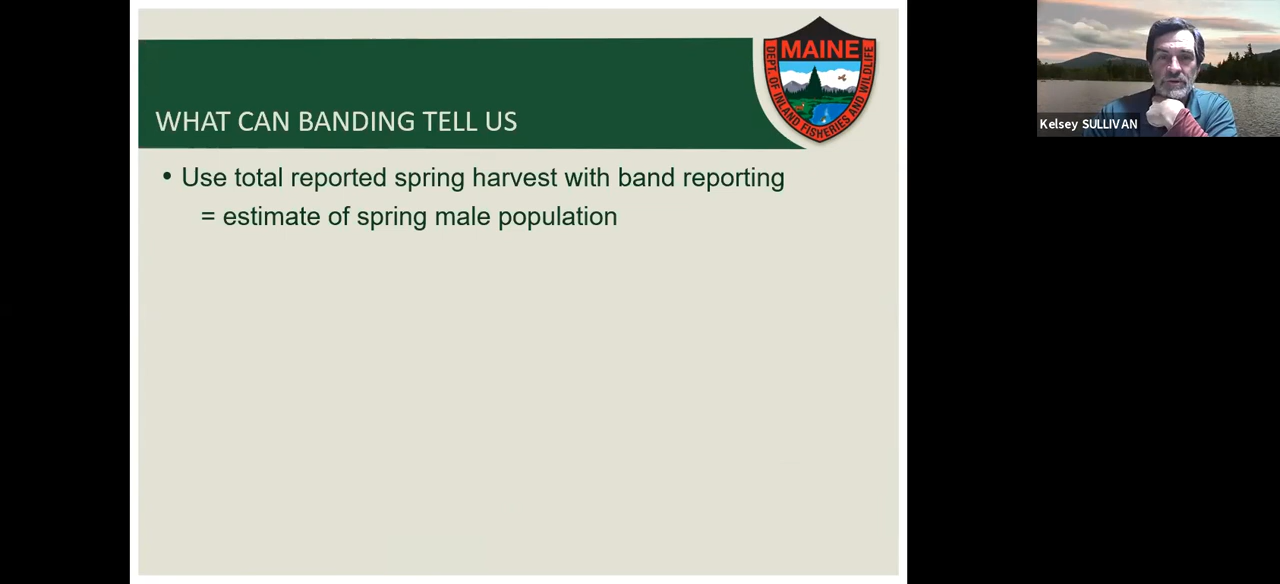 WHAT CAN BANDING TELL US
MAINE
DEPT. OF INLAND FISHERIES AND WILDLIFE
• Use total reported spring harvest with band reporting
= estimate of spring male population
Kelsey SULLIVAN